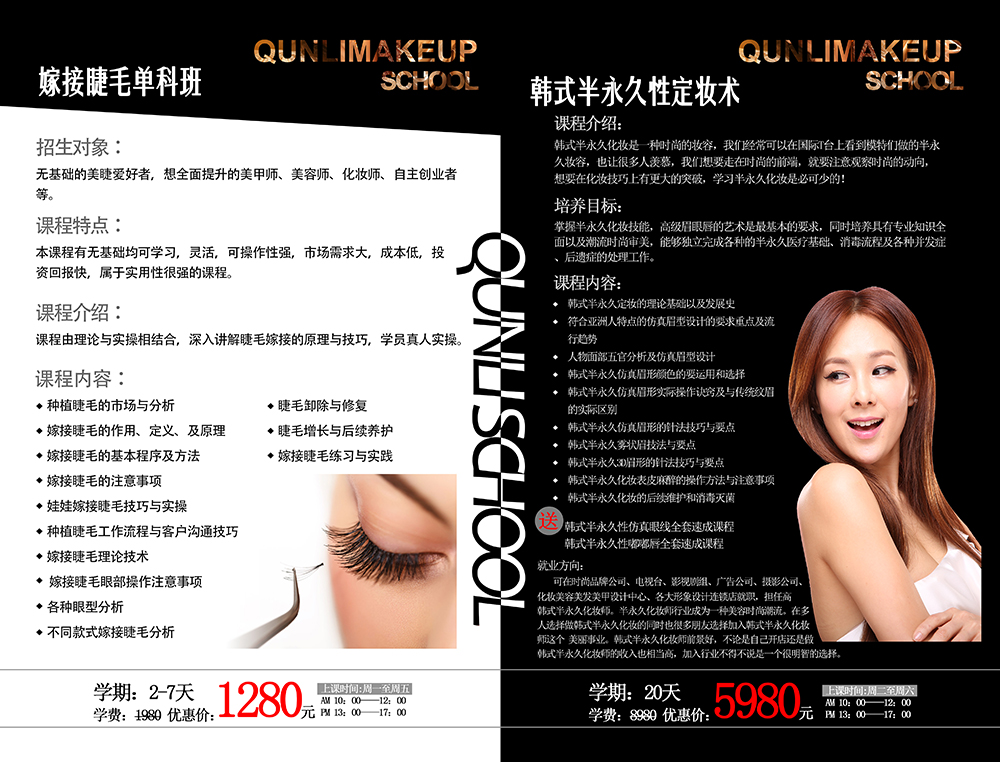 QUNLIMAKEUP
SCHOOL
嫁接睫毛单科班
招生对象：
无基础的美睫爱好者，想全面提升的美甲师、美容师、化妆师、自主创业者
等。
课程特点：
本课程有无基础均可学习，灵活，可操作性强，市场需求大，成本低，投
资回报快，属于实用性很强的课程。
课程介绍：
课程由理论与实操相结合，深入讲解睫毛嫁接的原理与技巧，学员真人实操。
课程内容：
◆ 种植睫毛的市场与分析
◆ 嫁接睫毛的作用、定义、及原理
◆ 嫁接睫毛的基本程序及方法
◆ 嫁接睫毛的注意事项
◆ 娃娃嫁接睫毛技巧与实操
◆ 种植睫毛工作流程与客户沟通技巧
◆ 嫁接睫毛理论技术
◆ 嫁接睫毛眼部操作注意事项
◆ 各种眼型分析
◆ 不同款式嫁接睫毛分析
◆ 睫毛卸除与修复
◆ 睫毛增长与后续养护
◆ 嫁接睫毛练习与实践
学期：2-7天
学费：1980 优惠价:1280元
上课时间:周一至周五
AM 10：00——12：00
PM 13：00——17：00
QUNLISCHOOL
QUNLIMAKEUP
SCHOOL
韩式半永久性定妆术
课程介绍:
韩式半永久化妆是一种时尚的妆容，我们经常可以在国际T台上看到模特们做的半永
久妆容，也让很多人羡慕，我们想要走在时尚的前端，就要注意观察时尚的动向，
想要在化妆技巧上有更大的突破，学习半永久化妆是必可少的！
培养目标:
掌握半永久化妆技能，高级眉眼唇的艺术是最基本的要求，同时培养具有专业知识全
面以及潮流时尚审美，能够独立完成各种的半永久医疗基础、消毒流程及各种并发症
、后遗症的处理工作。
课程内容:
◆ 韩式半永久定妆的理论基础以及发展史
◆ 符合亚洲人特点的仿真眉型设计的要求重点及流
行趋势
◆ 人物面部五官分析及仿真眉型设计
◆ 韩式半永久仿真眉形颜色的要运用和选择
◆ 韩式半永久仿真眉形实际操作诀窍及与传统纹眉
的实际区别
◆ 韩式半永久仿真眉形的针法技巧与要点
◆ 韩式半永久雾状眉技法与要点
◆ 韩式半永久3D眉形的针法技巧与要点
◆ 韩式半永久化妆表皮麻醉的操作方法与注意事项
◆ 韩式半永久化妆的后续维护和消毒灭菌
送
韩式半永久性仿真眼线全套速成课程
韩式半永久性嘟嘟唇全套速成课程
就业方向:
可在时尚品牌公司、电视台、影视剧组、广告公司、摄影公司、
化妆美容美发美甲设计中心、各大形象设计连锁店就职，担任高
韩式半永久化妆师。半永久化妆师行业成为一种美容时尚潮流。在多
人选择做韩式半永久化妆的同时也很多朋友选择加入韩式半永久化妆
师这个 美丽事业。韩式半永久化妆师前景好，不论是自己开店还是做
韩式半永久化妆师的收入也相当高，加入行业不得不说是一个很明智的选择。
学期：20天
学费：8980 优惠价:5980元
上课时间:周二至周六
AM 10：00——12：00
PM 13：00——17：00